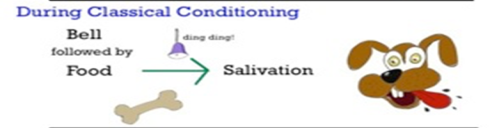 During Classical Conditioning
Bell
ding ding!
followed by
Food
Salivation